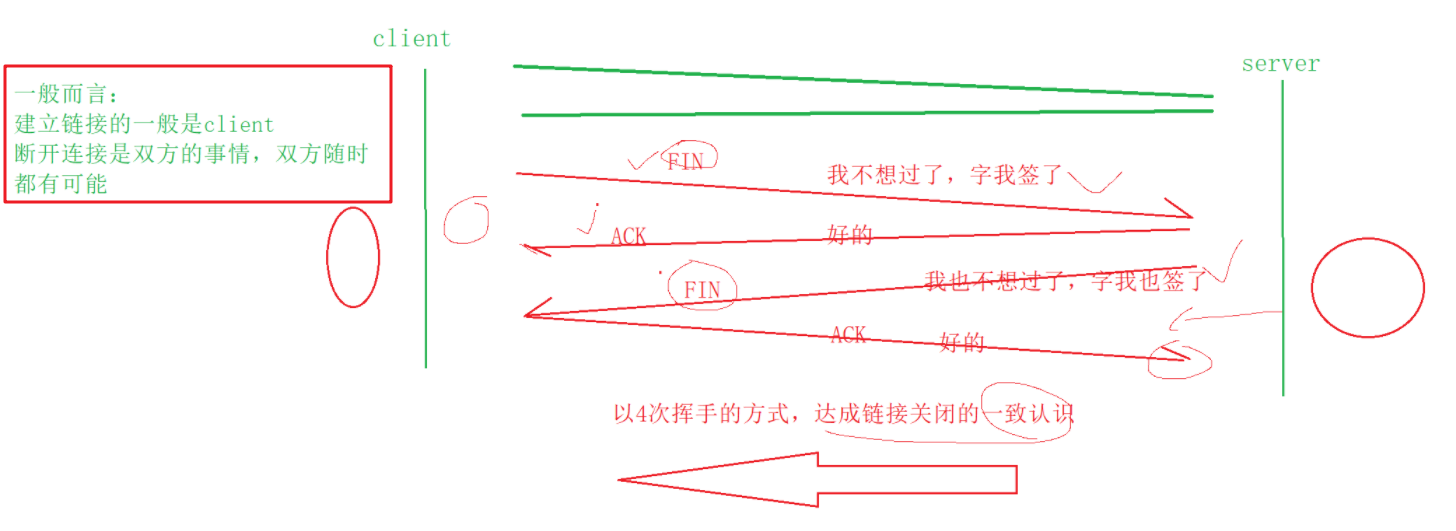 client
server
一般而言:
建立链接的一般是client
断开连接是双方的事情，双方随时
都有可能
FIN
我不想过了，字我签了
ACK
好的
FIN
我也不想过了，字我也签了
ACK
好的
以4次挥手的方式，达成链接关闭的一致认识